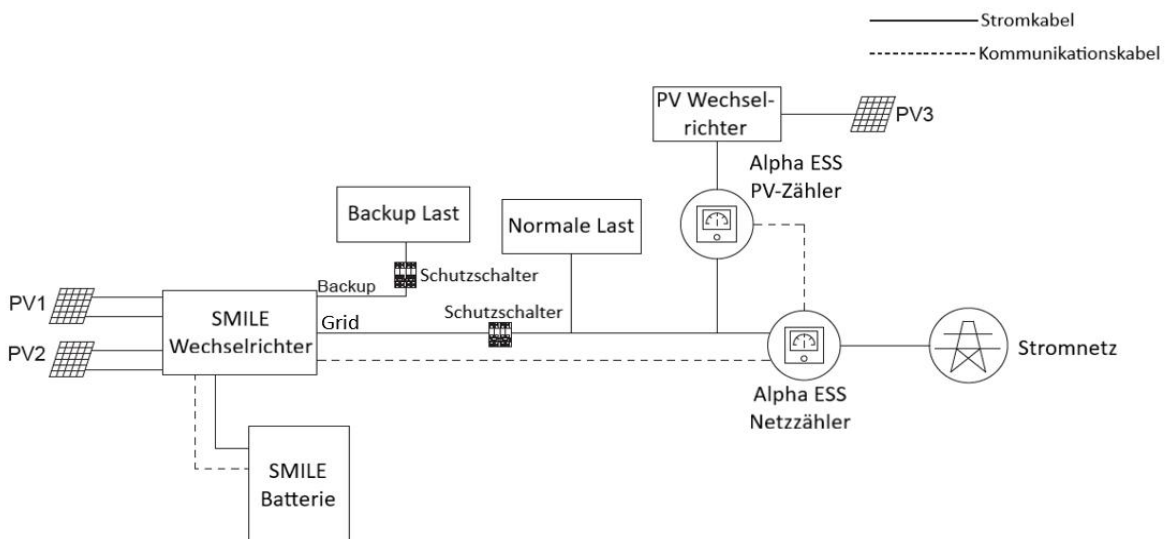 Stromkabel
Kommunikationskabel
PV Wechsel-
richter
PV3
Alpha ESS
PV-Zähler
Backup Last
Normale Last
Schutzschalter
Backup
Schutzschalter
PV1
SMILE
Wechselrichter
Grid
PV2
Stromnetz
Alpha ESS
Netzzähler
SMILE
Batterie